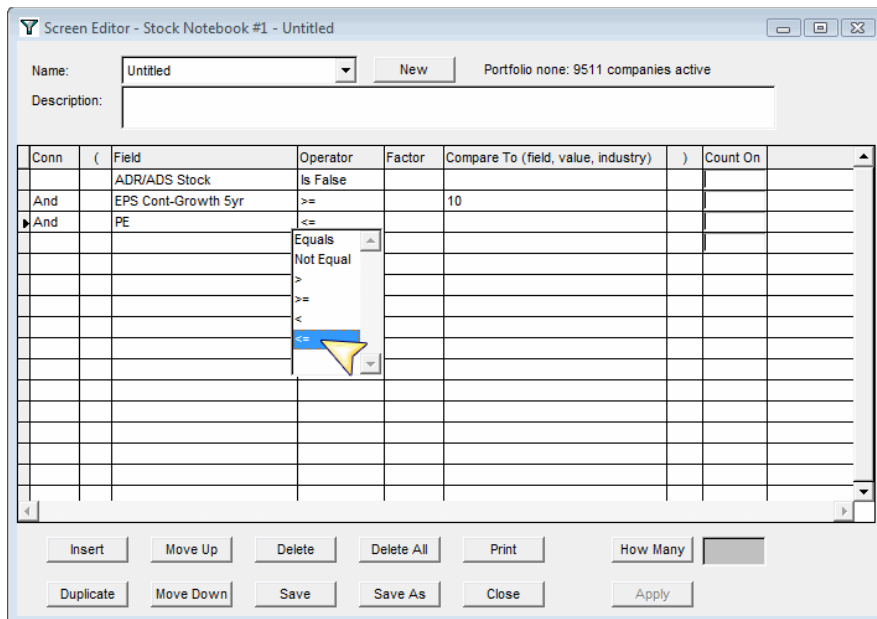 Screen Editor - Stock Notebook #1 - Untitled
Name: Untitled New Portfolio none: 9511 companies active
Description:
Conn ( Field Operator Factor Compare To (field, value, industry) ) Count On
ADR/ADS Stock Is False
And EPS Cont-Growth 5yr >= 10
And PE <=
Equals
Not Equal
>
>=
<
<=
Insert Move Up Delete Delete All Print How Many
Duplicate Move Down Save Save As Close Apply